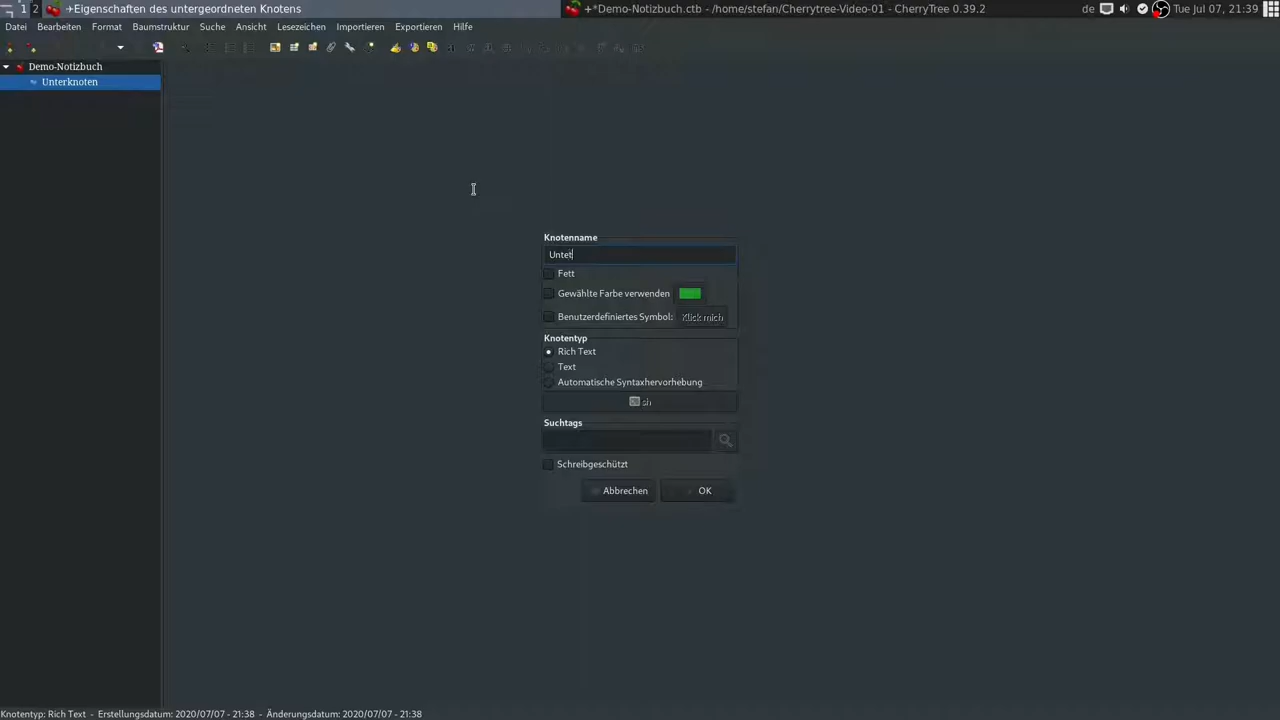 1 2 +Eigenschaften des untergeordneten Knotens +*Demo-Notizbuch.ctb - /home/stefan/Cherrytree-Video-01 - CherryTree 0.39.2 de Tue Jul 07, 21:39
Datei Bearbeiten Format Baumstruktur Suche Ansicht Lesezeichen Importieren Exportieren Hilfe
Demo-Notizbuch
Unterknoten
Knotenname
Untet
Fett
Gewählte Farbe verwenden
Benutzerdefiniertes Symbol: Klick mich
Knotentyp
Rich Text
Text
Automatische Syntaxhervorhebung
sh
Suchtags
Schreibgeschützt
Abbrechen OK
Knotentyp: Rich Text - Erstellungsdatum: 2020/07/07 - 21:38 - Änderungsdatum: 2020/07/07 - 21:38